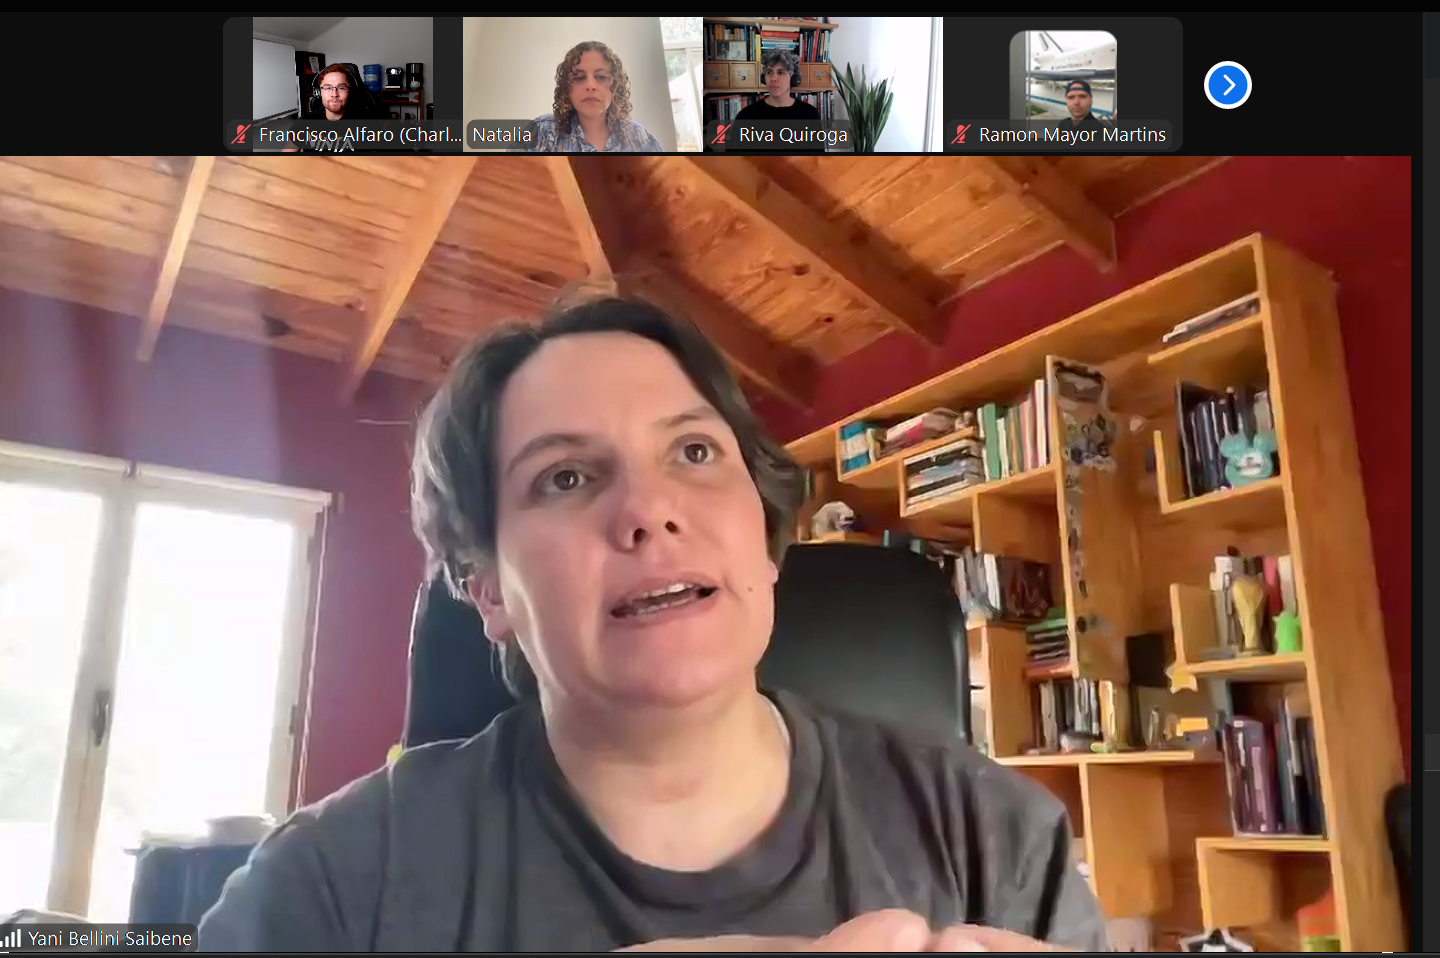 Francisco Alfaro (Charl...
Natalia
Riva Quiroga
Ramon Mayor Martins
Yani Bellini Saibene